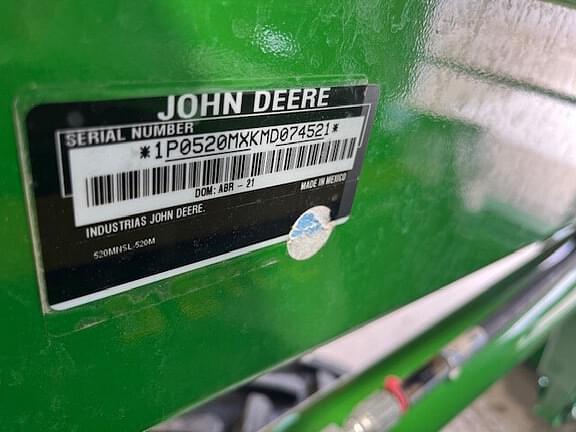 JOHN DEERE
SERIAL NUMBER
*1P0520MXKMD074521*
DOM: ABR - 21
MADE IN MEXICO
INDUSTRIAS JOHN DEERE.
520MNSL-520M